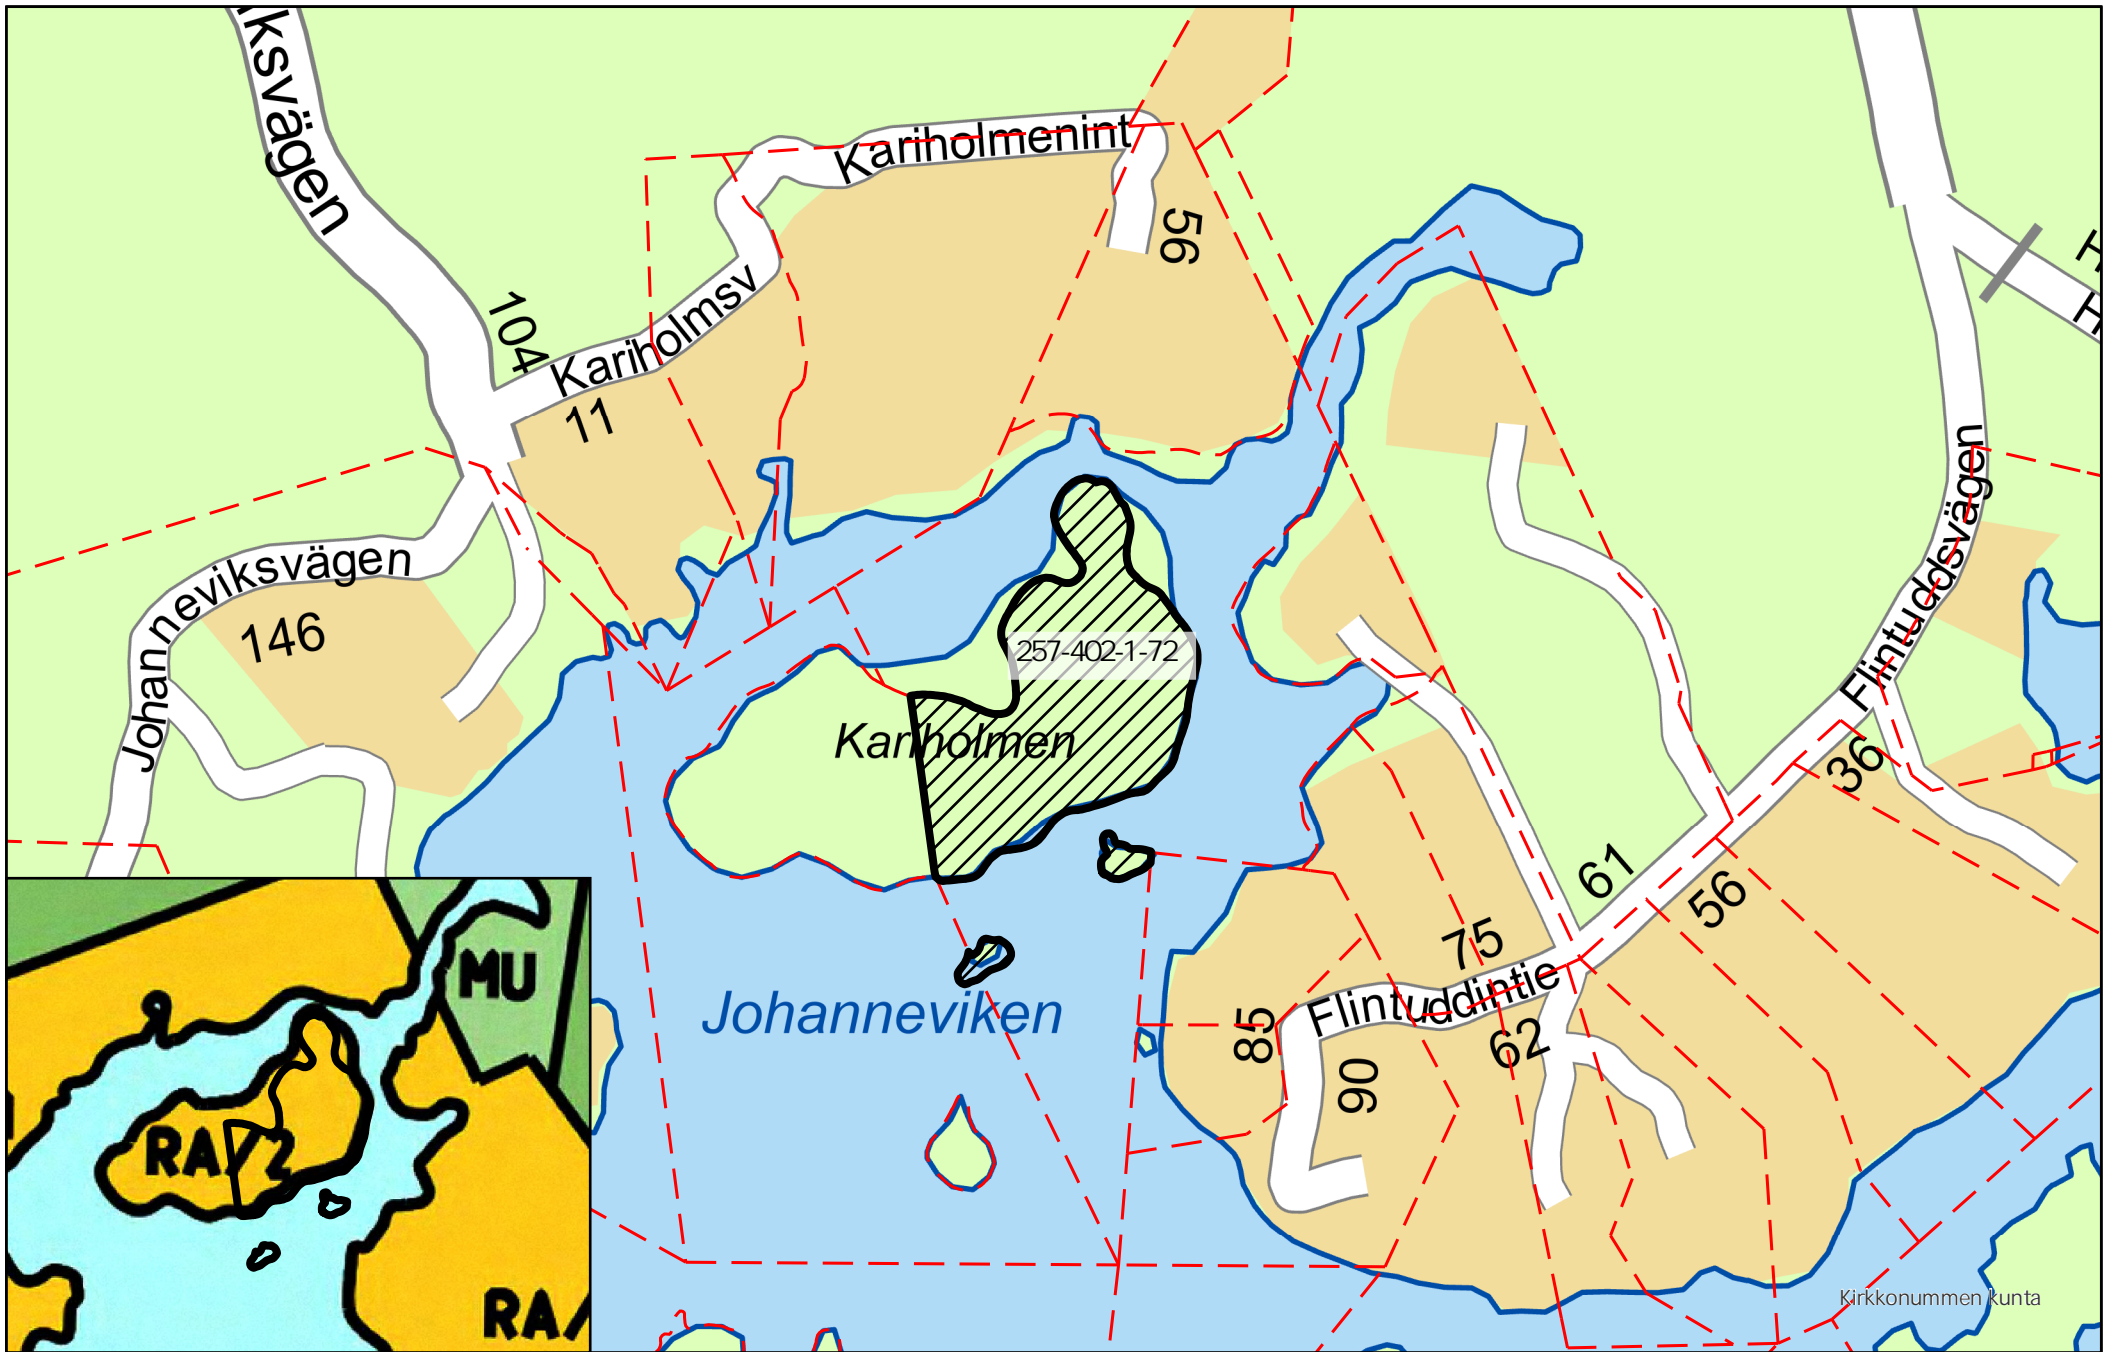 ksvägen
Kariholmenint
56
104
Kariholmsv
11
Johanneviksvägen
146
257-402-1-72
Kariholmen
Flintuddsvägen
36
61
56
75
Flintuddintie
62
85
90
Johanneviken
MU
RA/2
RA/
Kirkkonummen kunta
H
H